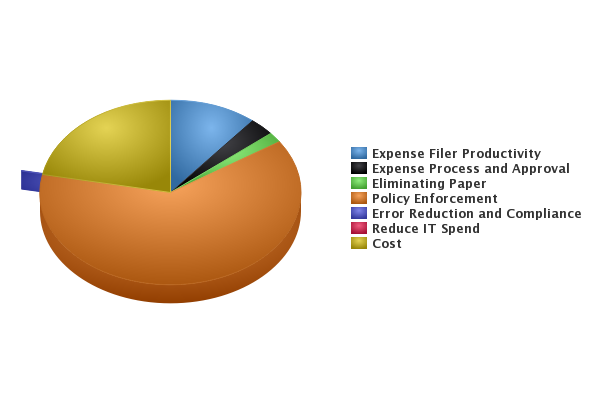 Expense Filer Productivity
Expense Process and Approval
Eliminating Paper
Policy Enforcement
Error Reduction and Compliance
Reduce IT Spend
Cost